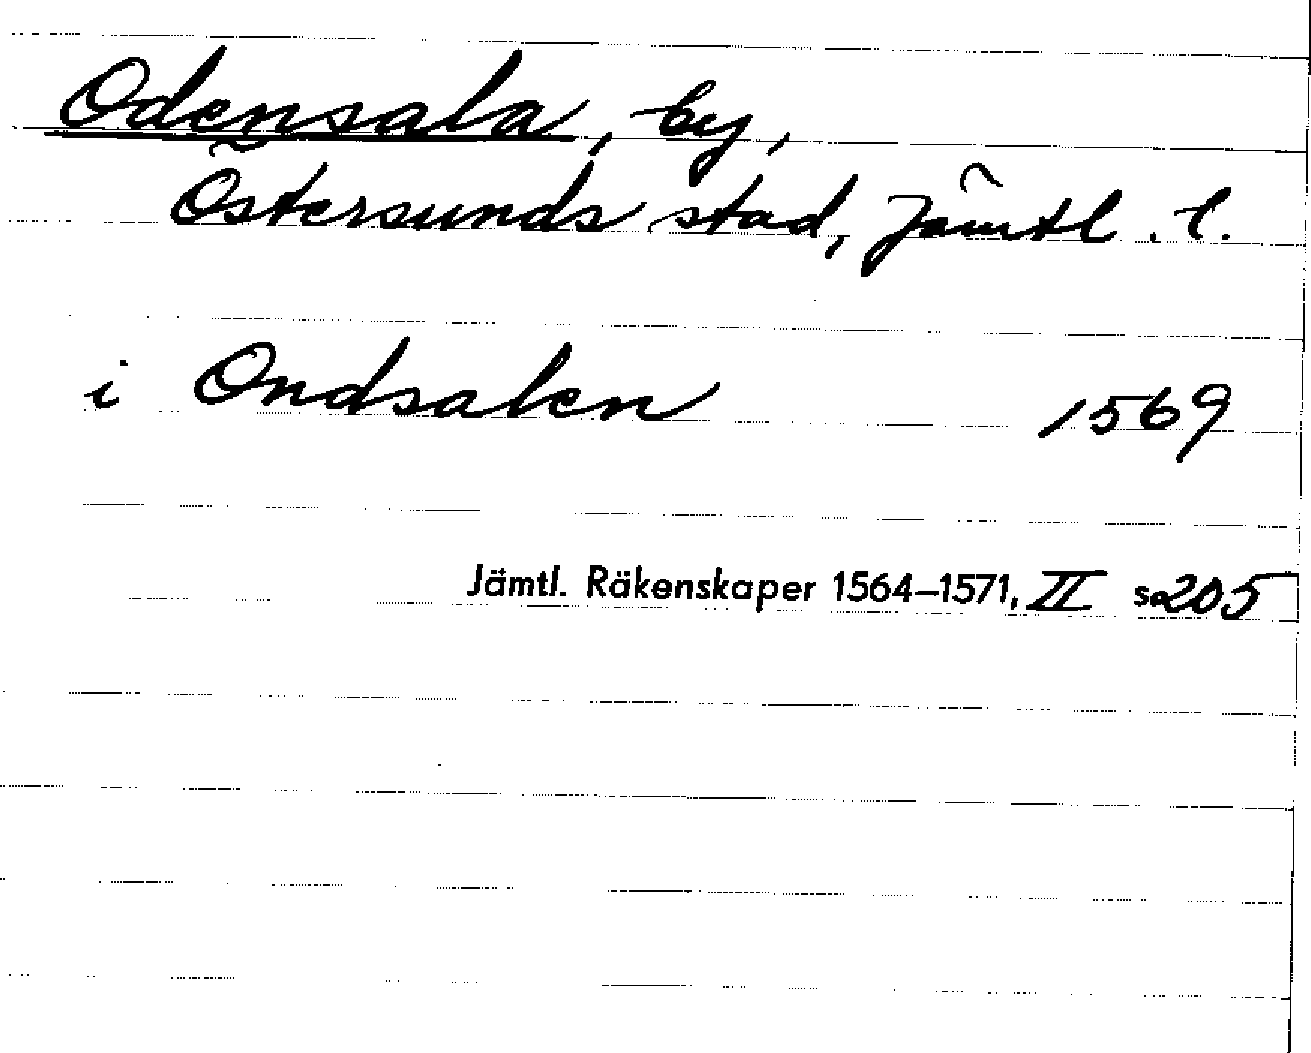 Odensala, by,
Östersunds stad, Jämtl. l.
i Ondsalen 1569
Jämtl. Räkenskaper 1564–1571, II s. 205